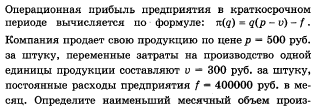 Операционная прибыль предприятия в краткосрочном
периоде вычисляется по формуле: π(q) = q(p − v) − f .
Компания продает свою продукцию по цене p = 500 руб.
за штуку, переменные затраты на производство одной
единицы продукции составляют v = 300 руб. за штуку,
постоянные расходы предприятия f = 400000 руб. в ме-
сяц. Определите наименьший месячный объем произ-